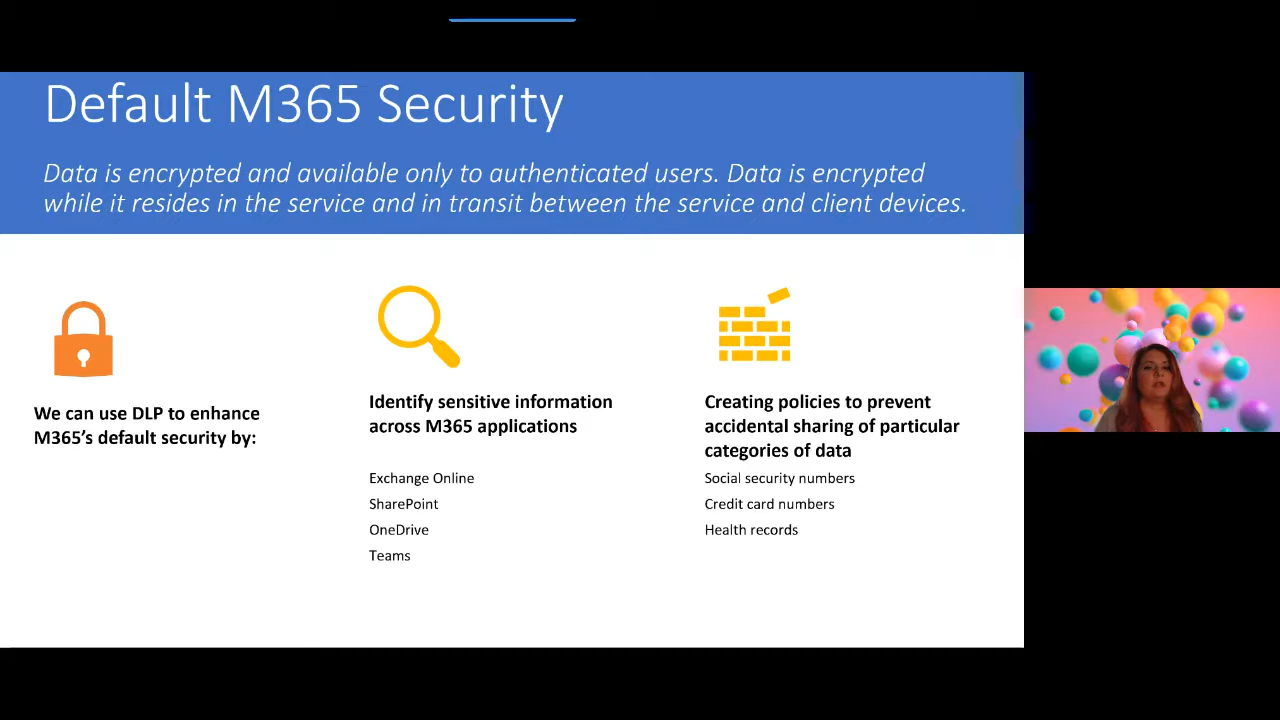 Default M365 Security
Data is encrypted and available only to authenticated users. Data is encrypted
while it resides in the service and in transit between the service and client devices.
We can use DLP to enhance
M365’s default security by:
Identify sensitive information
across M365 applications
Exchange Online
SharePoint
OneDrive
Teams
Creating policies to prevent
accidental sharing of particular
categories of data
Social security numbers
Credit card numbers
Health records